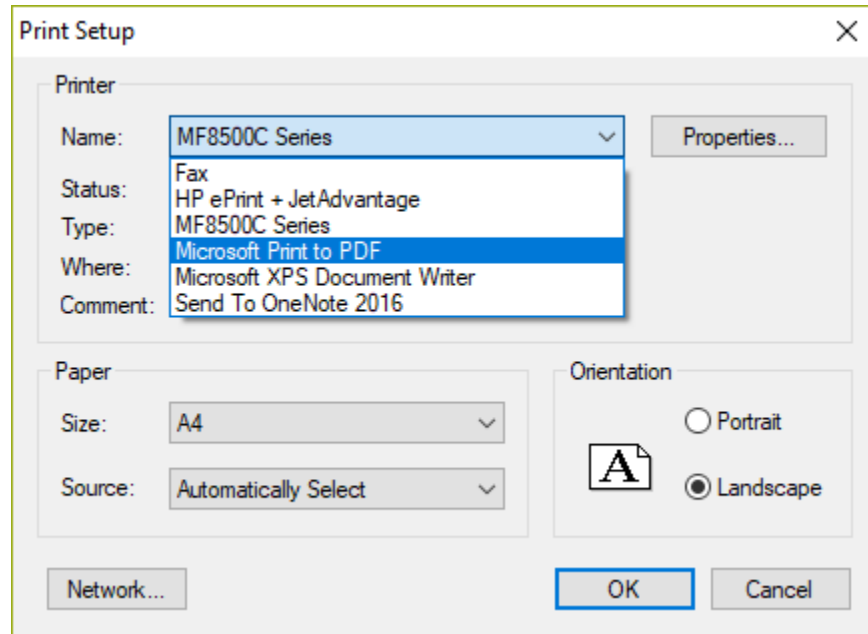 Print Setup
Printer
Name:
MF8500C Series
Properties...
Fax
Status:
HP ePrint + JetAdvantage
Type:
MF8500C Series
Microsoft Print to PDF
Where:
Microsoft XPS Document Writer
Comment:
Send To OneNote 2016
Paper
Orientation
Size:
A4
Portrait
A
Source:
Automatically Select
Landscape
Network...
OK
Cancel